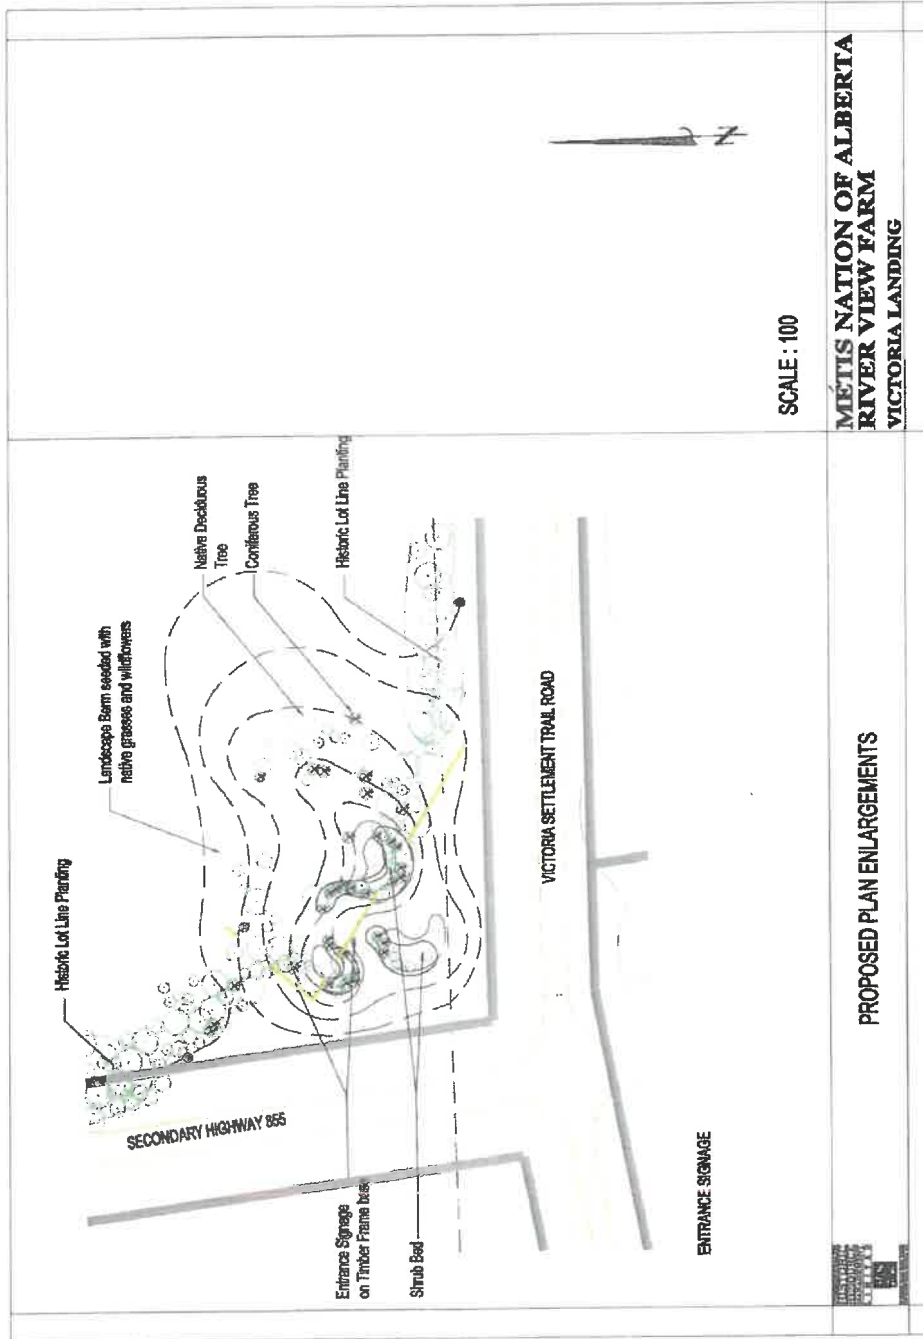 Historic Lot Line Planting
Landscape Berm seeded with
native grasses and wildflowers
Native Deciduous
Tree
Coniferous Tree
Historic Lot Line Planting
SECONDARY HIGHWAY 855
VICTORIA SETTLEMENT TRAIL ROAD
Entrance Signage
on Timber Frame base
Shrub Bed
ENTRANCE SIGNAGE
SCALE : 100
N
PROPOSED PLAN ENLARGEMENTS
MÉTIS NATION OF ALBERTA
RIVER VIEW FARM
VICTORIA LANDING